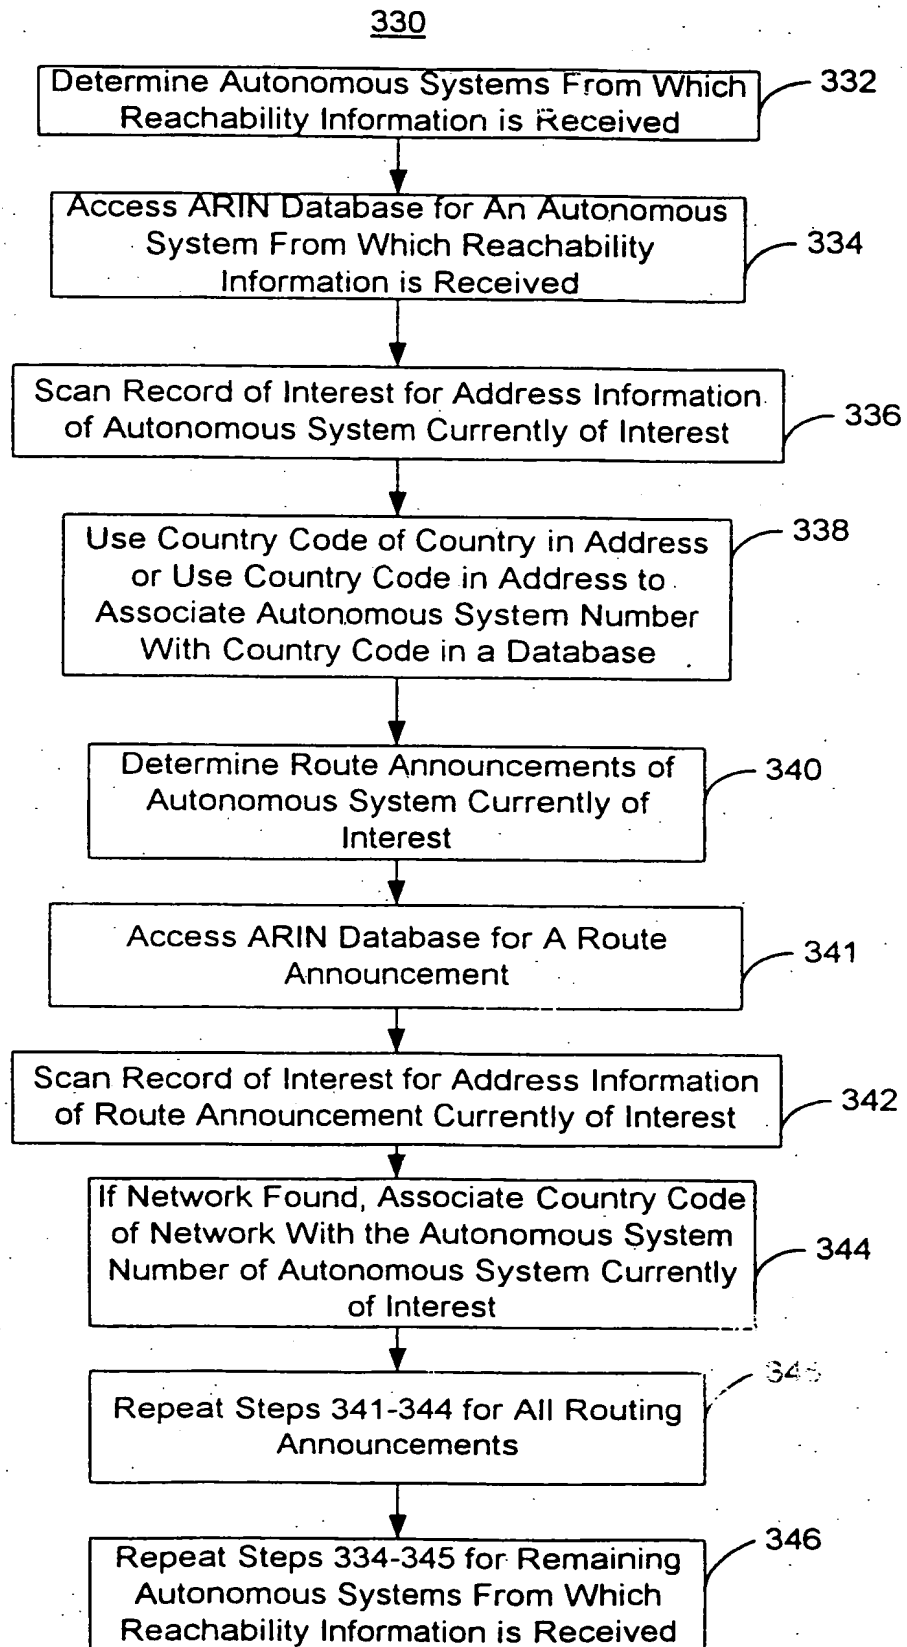 330
Determine Autonomous Systems From Which
Reachability Information is Received
332
Access ARIN Database for An Autonomous
System From Which Reachability
Information is Received
334
Scan Record of Interest for Address Information
of Autonomous System Currently of Interest
336
Use Country Code of Country in Address
or Use Country Code in Address to
Associate Autonomous System Number
With Country Code in a Database
338
Determine Route Announcements of
Autonomous System Currently of
Interest
340
Access ARIN Database for A Route
Announcement
341
Scan Record of Interest for Address Information
of Route Announcement Currently of Interest
342
If Network Found, Associate Country Code
of Network With the Autonomous System
Number of Autonomous System Currently
of Interest
344
Repeat Steps 341-344 for All Routing
Announcements
Repeat Steps 334-345 for Remaining
Autonomous Systems From Which
Reachability Information is Received
346